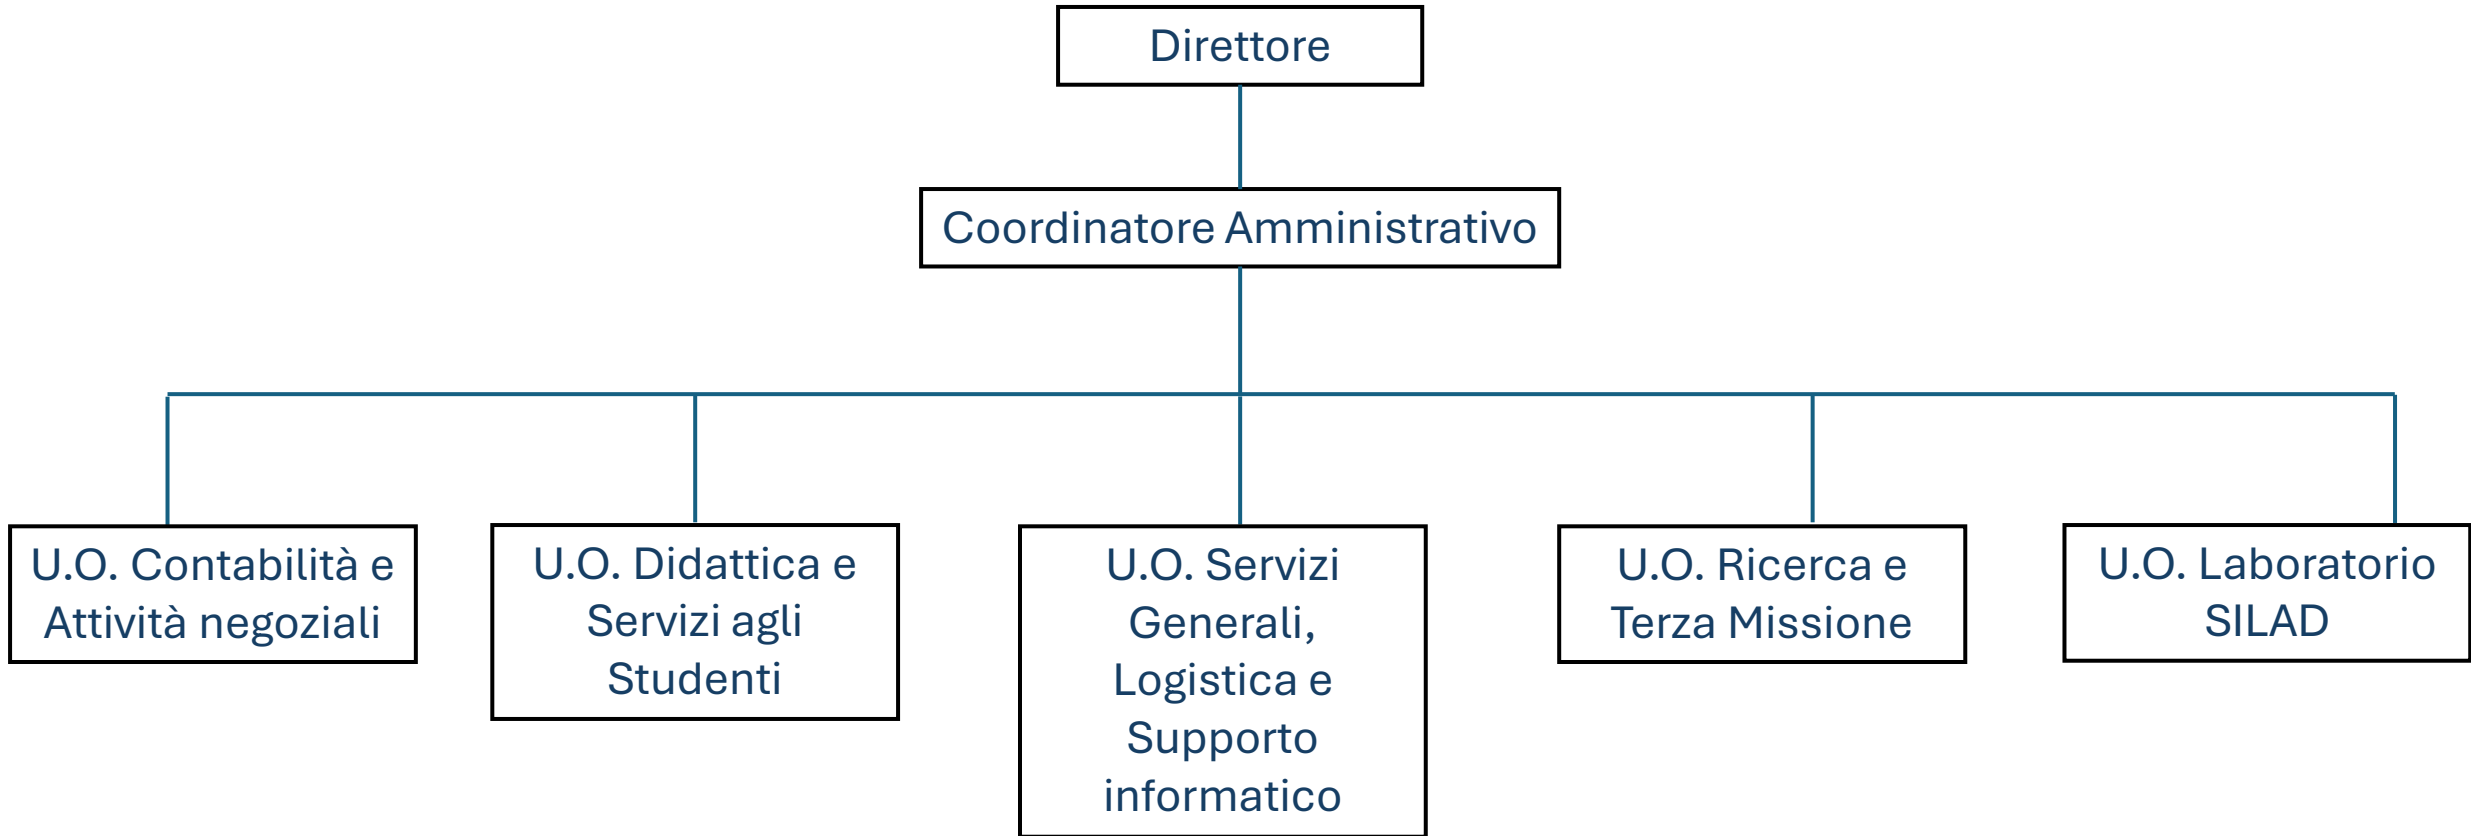 Direttore
Coordinatore Amministrativo
U.O. Contabilità e
Attività negoziali
U.O. Didattica e
Servizi agli
Studenti
U.O. Servizi
Generali,
Logistica e
Supporto
informatico
U.O. Ricerca e
Terza Missione
U.O. Laboratorio
SILAD